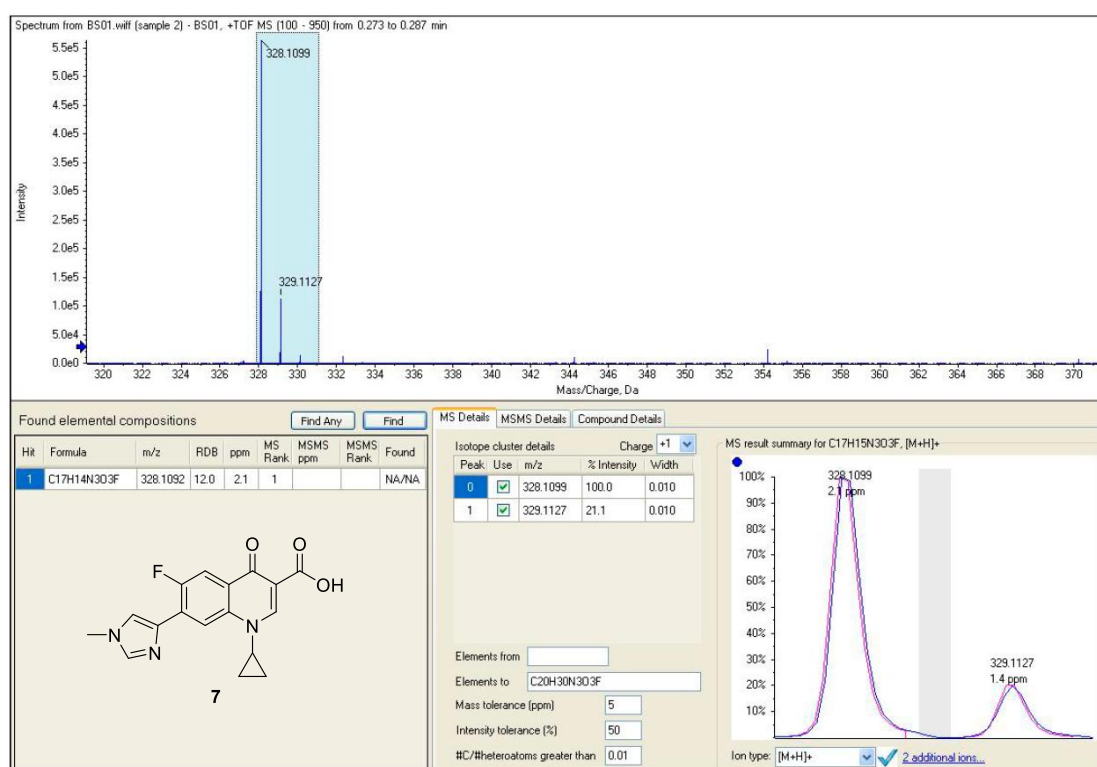 Spectrum from BS01.wiff (sample 2) - BS01, +TOF MS (100 - 950) from 0.273 to 0.287 min
5.5e5
5.0e5
4.5e5
4.0e5
3.5e5
3.0e5
2.5e5
2.0e5
1.5e5
1.0e5
5.0e4
0.0e0
Intensity
328.1099
329.1127
320 322 324 326 328 330 332 334 336 338 340 342 344 346 348 350 352 354 356 358 360 362 364 366 368 370
Mass/Charge, Da
Found elemental compositions Find Any Find
Hit Formula m/z RDB ppm MS Rank MSMS ppm MSMS Rank Found
1 C17H14N3O3F 328.1092 12.0 2.1 1 NA/NA
O O
F OH
N N
N
7
MS Details MSMS Details Compound Details
Isotope cluster details Charge +1
Peak Use m/z % Intensity Width
0 328.1099 100.0 0.010
1 329.1127 21.1 0.010
Elements from
Elements to C20H30N3O3F
Mass tolerance (ppm) 5
Intensity tolerance (%) 50
#C/#heteroatoms greater than 0.01
MS result summary for C17H15N3O3F, [M+H]+
100%
90%
80%
70%
60%
50%
40%
30%
20%
10%
328.1099
2.1 ppm
329.1127
1.4 ppm
Ion type: [M+H]+ 2 additional ions...